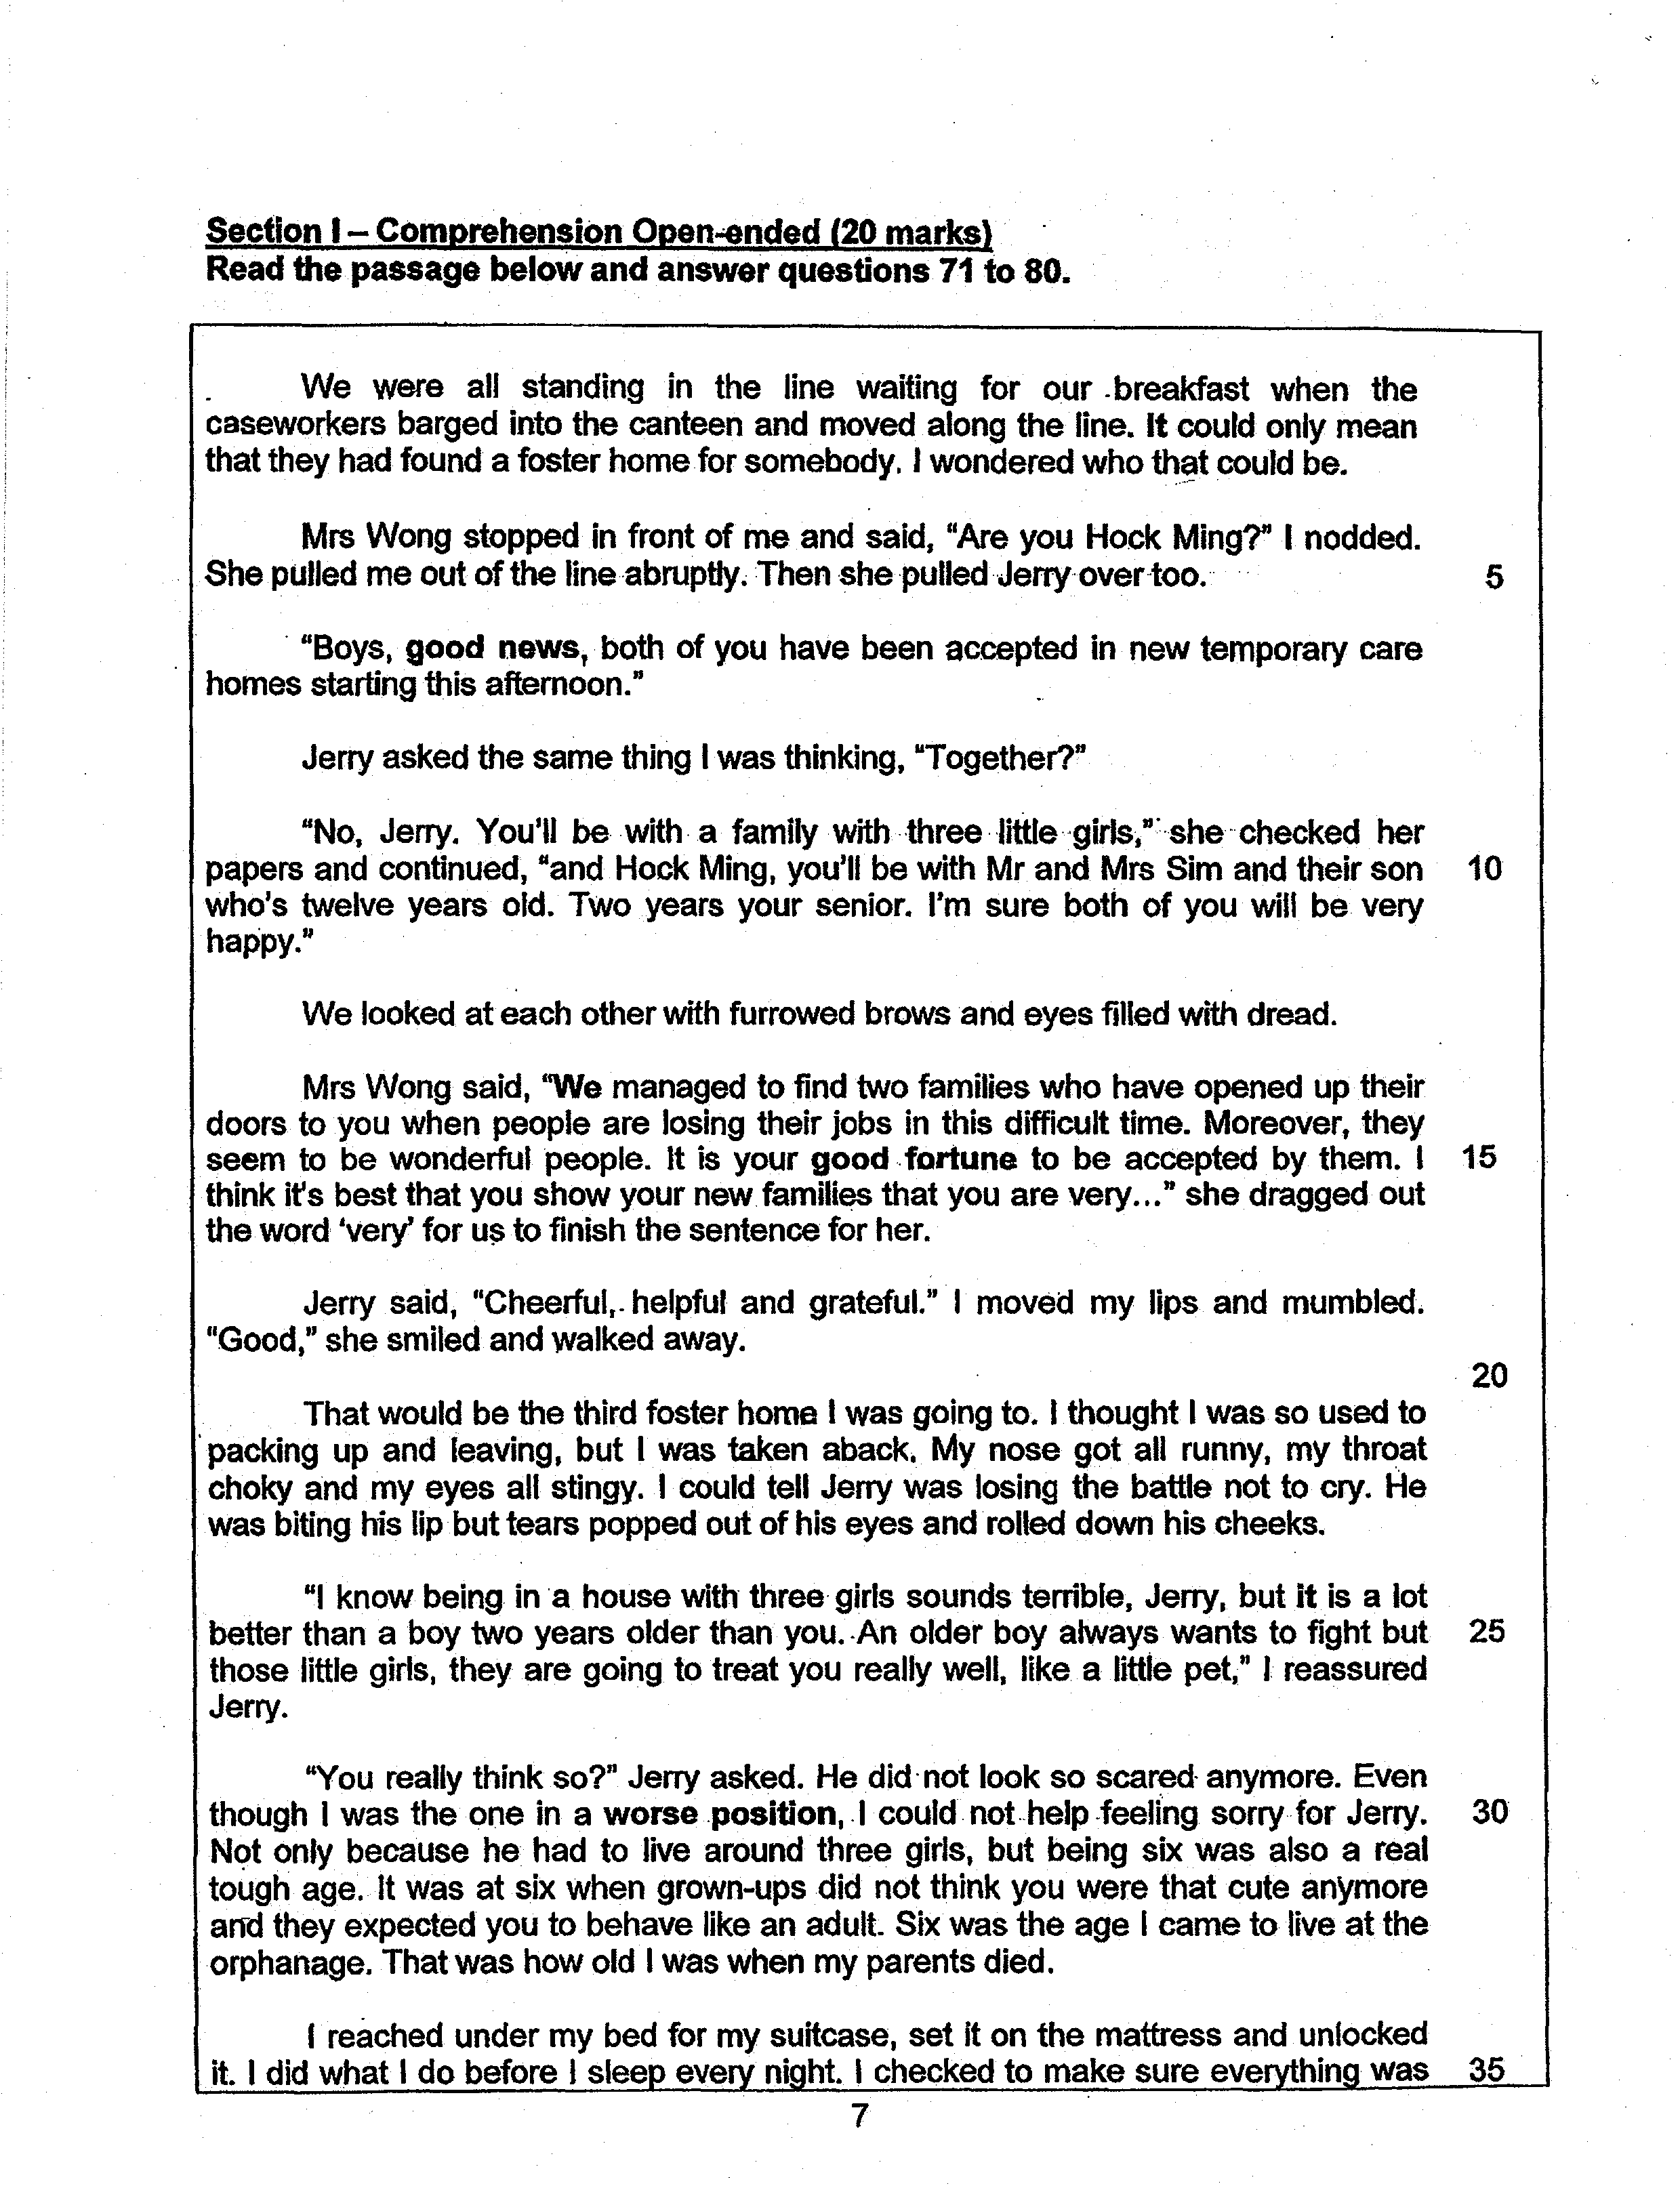 Section I – Comprehension Open-ended (20 marks)
Read the passage below and answer questions 71 to 80.
We were all standing in the line waiting for our breakfast when the
caseworkers barged into the canteen and moved along the line. It could only mean
that they had found a foster home for somebody. I wondered who that could be.
Mrs Wong stopped in front of me and said, “Are you Hock Ming?” I nodded.
She pulled me out of the line abruptly. Then she pulled Jerry over too. 5
“Boys, good news, both of you have been accepted in new temporary care
homes starting this afternoon.”
Jerry asked the same thing I was thinking, “Together?”
“No, Jerry. You’ll be with a family with three little girls,” she checked her
papers and continued, “and Hock Ming, you’ll be with Mr and Mrs Sim and their son 10
who’s twelve years old. Two years your senior. I’m sure both of you will be very
happy.”
We looked at each other with furrowed brows and eyes filled with dread.
Mrs Wong said, “We managed to find two families who have opened up their
doors to you when people are losing their jobs in this difficult time. Moreover, they
seem to be wonderful people. It is your good fortune to be accepted by them. I 15
think it’s best that you show your new families that you are very...” she dragged out
the word ‘very’ for us to finish the sentence for her.
Jerry said, “Cheerful, helpful and grateful.” I moved my lips and mumbled.
“Good,” she smiled and walked away.
20
That would be the third foster home I was going to. I thought I was so used to
packing up and leaving, but I was taken aback. My nose got all runny, my throat
choky and my eyes all stingy. I could tell Jerry was losing the battle not to cry. He
was biting his lip but tears popped out of his eyes and rolled down his cheeks.
“I know being in a house with three girls sounds terrible, Jerry, but it is a lot
better than a boy two years older than you. An older boy always wants to fight but 25
those little girls, they are going to treat you really well, like a little pet,” I reassured
Jerry.
“You really think so?” Jerry asked. He did not look so scared anymore. Even
though I was the one in a worse position, I could not help feeling sorry for Jerry. 30
Not only because he had to live around three girls, but being six was also a real
tough age. It was at six when grown-ups did not think you were that cute anymore
and they expected you to behave like an adult. Six was the age I came to live at the
orphanage. That was how old I was when my parents died.
I reached under my bed for my suitcase, set it on the mattress and unlocked
it. I did what I do before I sleep every night. I checked to make sure everything was 35
7